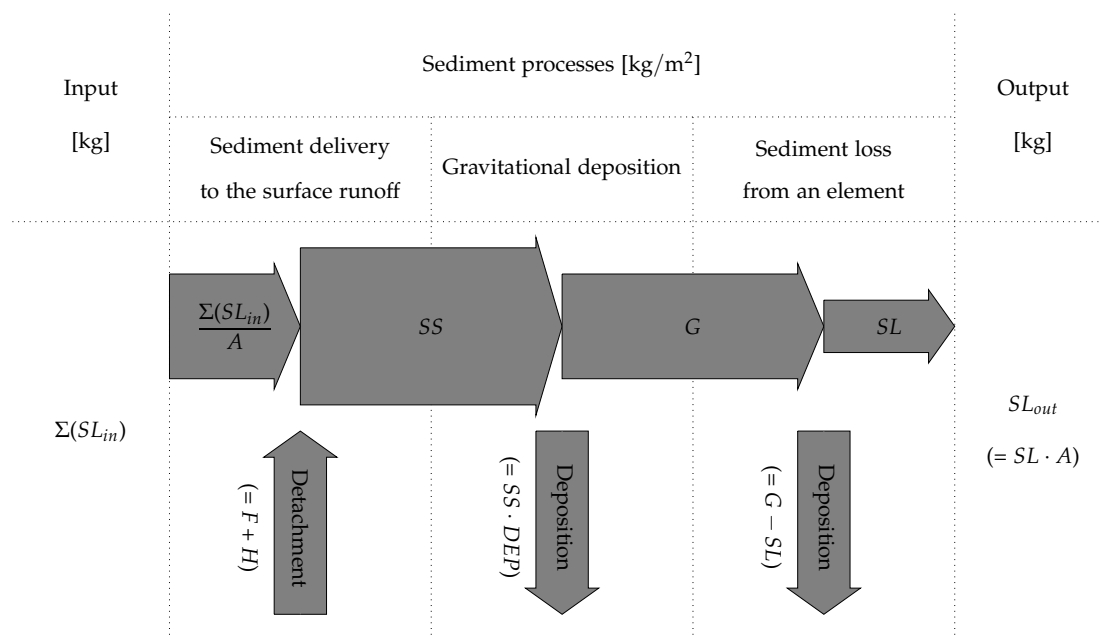 Input
[kg]
Sediment processes [kg/m²]
Output
[kg]
Sediment delivery
to the surface runoff
Gravitational deposition
Sediment loss
from an element
Σ(SL_in)
Σ(SL_in)
A
SS
G
SL
SL_out
(= SL · A)
Detachment
(= F + H)
Deposition
(= SS · DEP)
Deposition
(= G − SL)